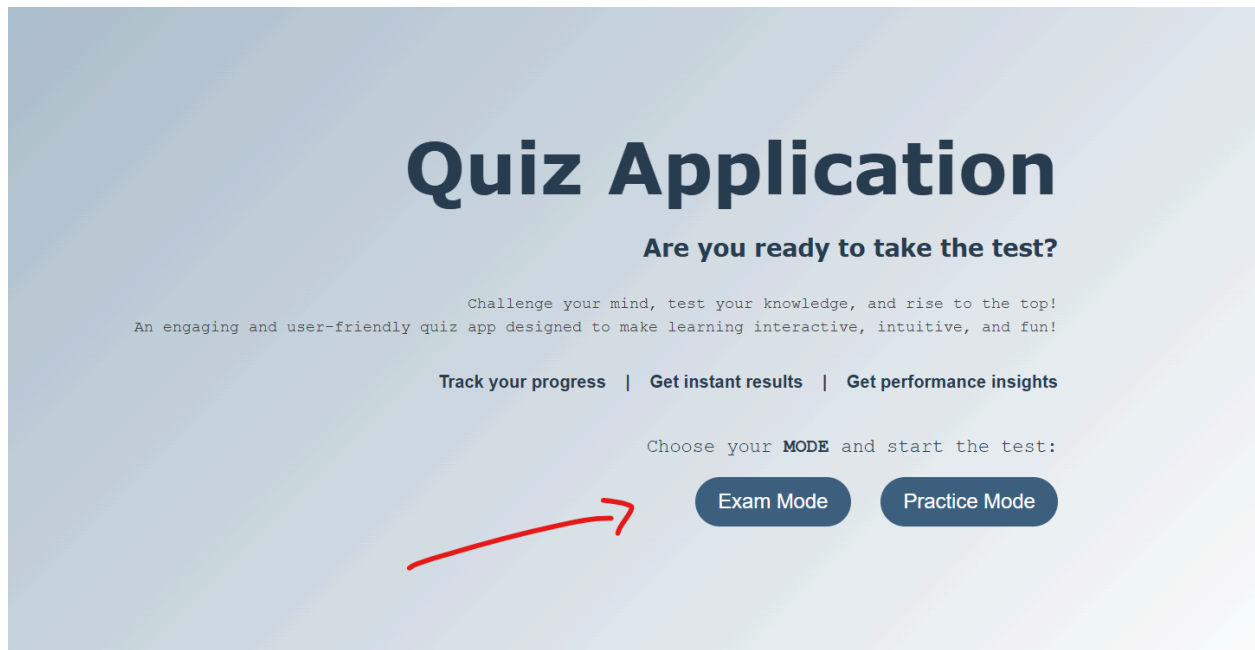 Quiz Application
Are you ready to take the test?
Challenge your mind, test your knowledge, and rise to the top!
An engaging and user-friendly quiz app designed to make learning interactive, intuitive, and fun!
Track your progress | Get instant results | Get performance insights
Choose your MODE and start the test:
Exam Mode Practice Mode